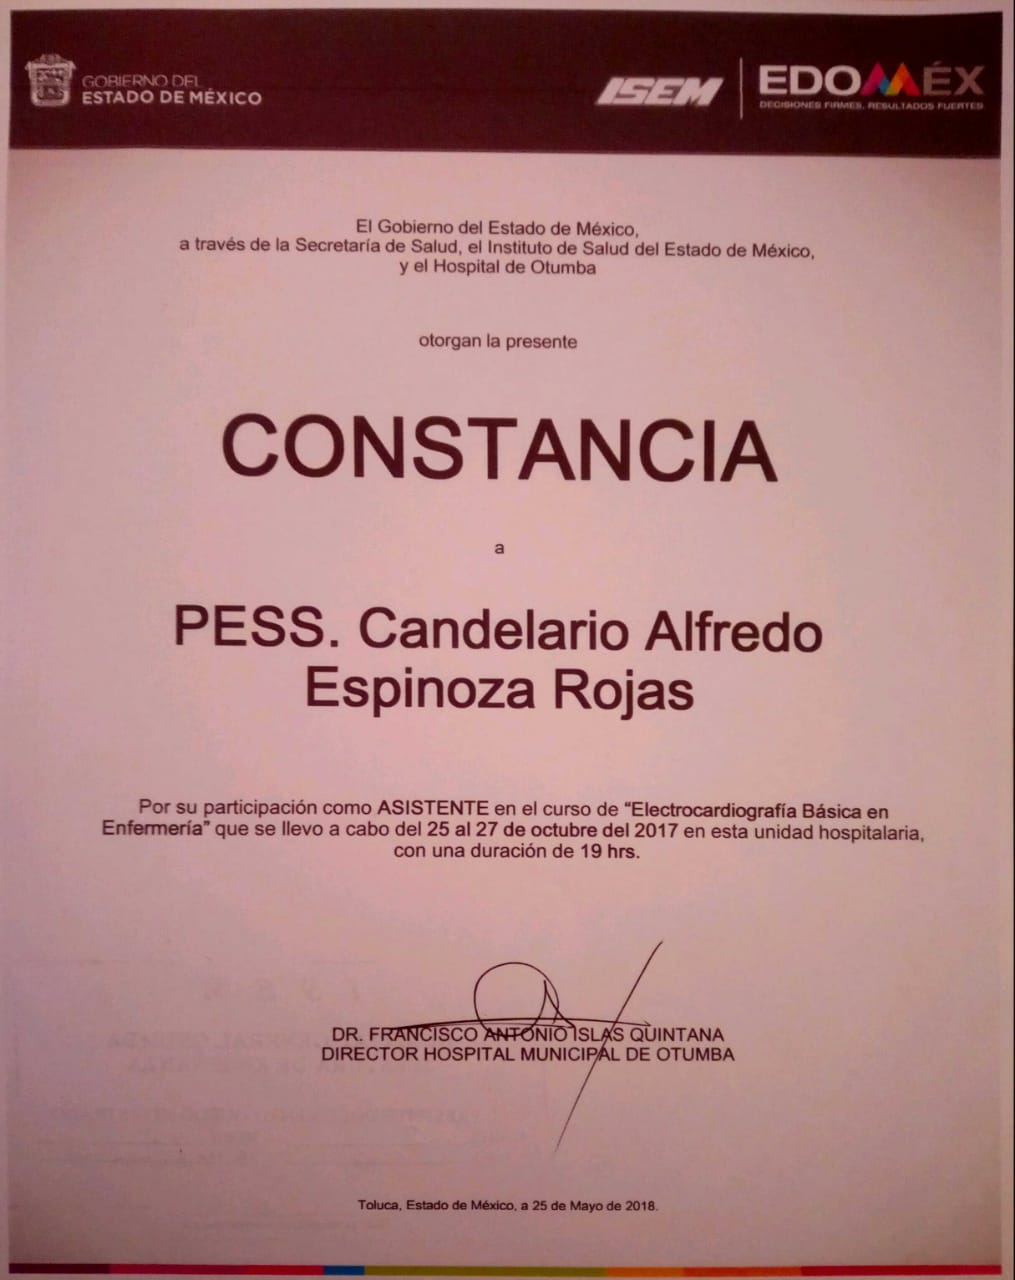 GOBIERNO DEL
ESTADO DE MÉXICO
ISEM
EDOMÉX
DECISIONES FIRMES, RESULTADOS FUERTES
El Gobierno del Estado de México,
a través de la Secretaría de Salud, el Instituto de Salud del Estado de México,
y el Hospital de Otumba
otorgan la presente
CONSTANCIA
a
PESS. Candelario Alfredo
Espinoza Rojas
Por su participación como ASISTENTE en el curso de “Electrocardiografía Básica en
Enfermería” que se llevo a cabo del 25 al 27 de octubre del 2017 en esta unidad hospitalaria,
con una duración de 19 hrs.
DR. FRANCISCO ANTONIO ISLAS QUINTANA
DIRECTOR HOSPITAL MUNICIPAL DE OTUMBA
Toluca, Estado de México, a 25 de Mayo de 2018.